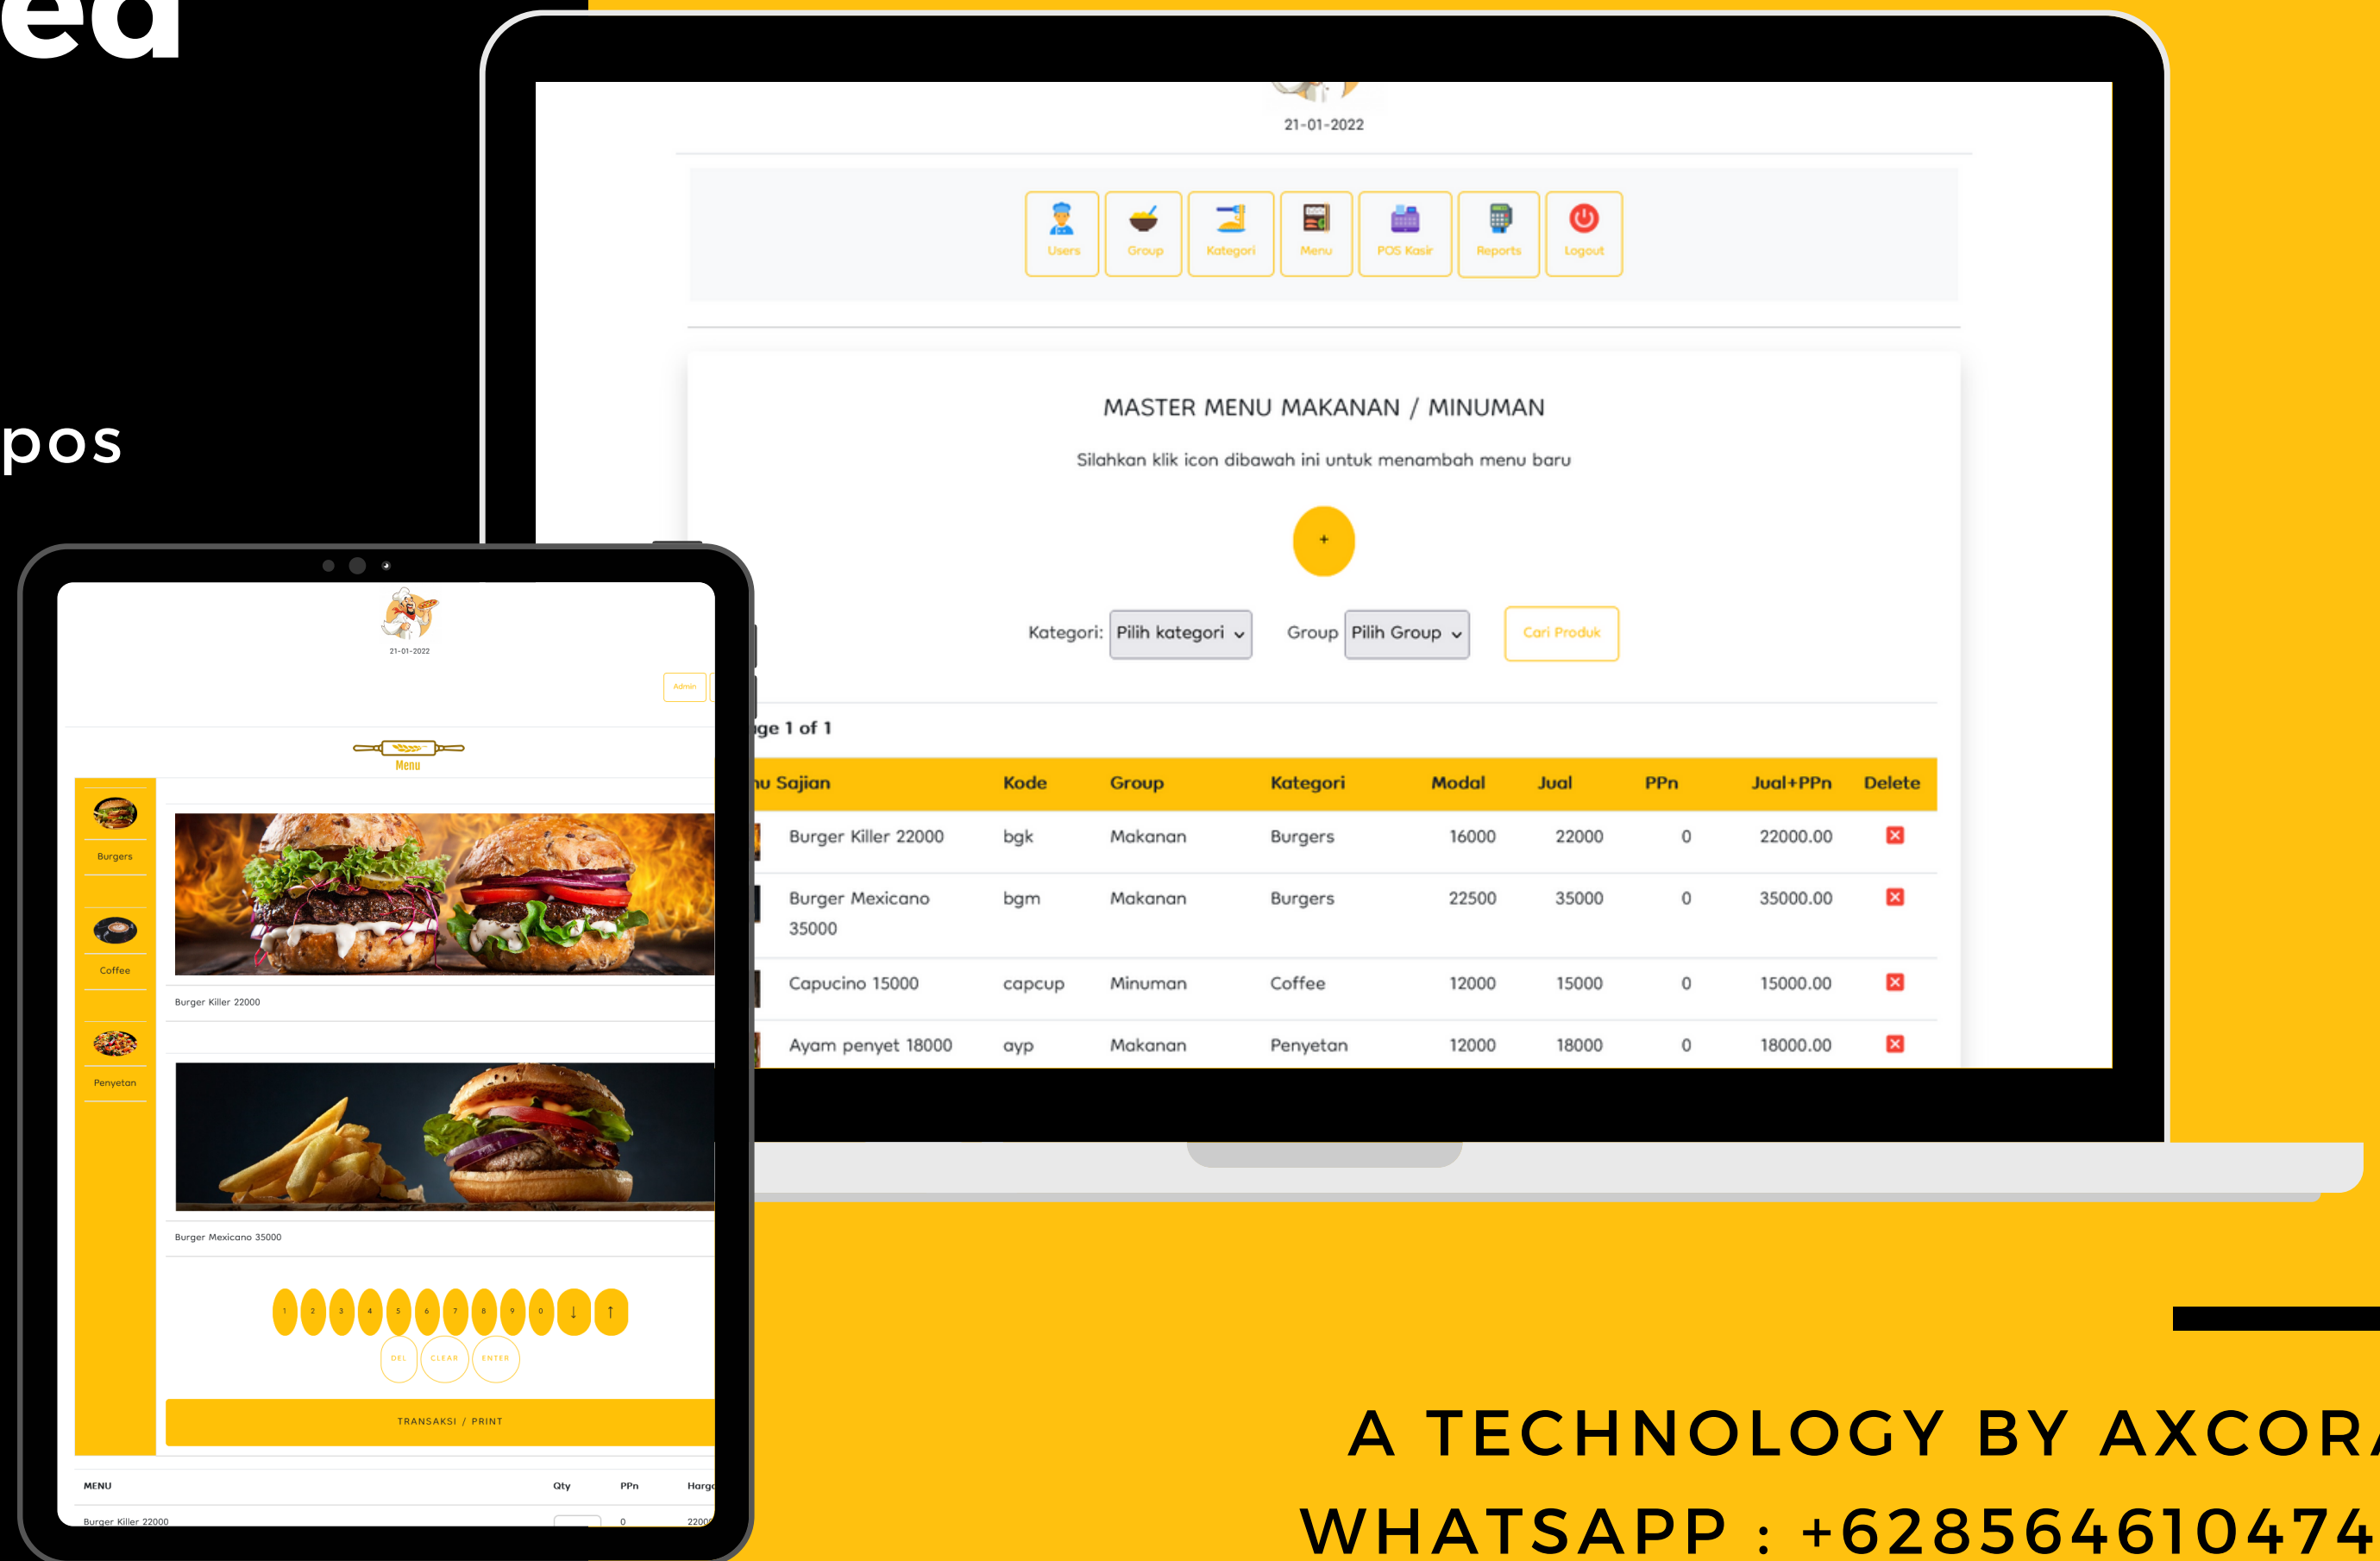 ed
pos
21-01-2022
Users Group Kategori Menu POS Kasir Reports Logout
MASTER MENU MAKANAN / MINUMAN
Silahkan klik icon dibawah ini untuk menambah menu baru
+
Kategori: Pilih kategori Group Pilih Group Cari Produk
ge 1 of 1
nu Sajian Kode Group Kategori Modal Jual PPn Jual+PPn Delete
Burger Killer 22000 bgk Makanan Burgers 16000 22000 0 22000.00
Burger Mexicano bgm Makanan Burgers 22500 35000 0 35000.00
35000
Capucino 15000 capcup Minuman Coffee 12000 15000 0 15000.00
Ayam penyet 18000 ayp Makanan Penyetan 12000 18000 0 18000.00
21-01-2022
Admin
Menu
Burgers
Coffee
Penyetan
Burger Killer 22000
Burger Mexicano 35000
1 2 3 4 5 6 7 8 9 0 ↓ ↑
DEL CLEAR ENTER
TRANSAKSI / PRINT
MENU Qty PPn Harga
Burger Killer 22000 0 22000
A TECHNOLOGY BY AXCORA
WHATSAPP : +628564610474